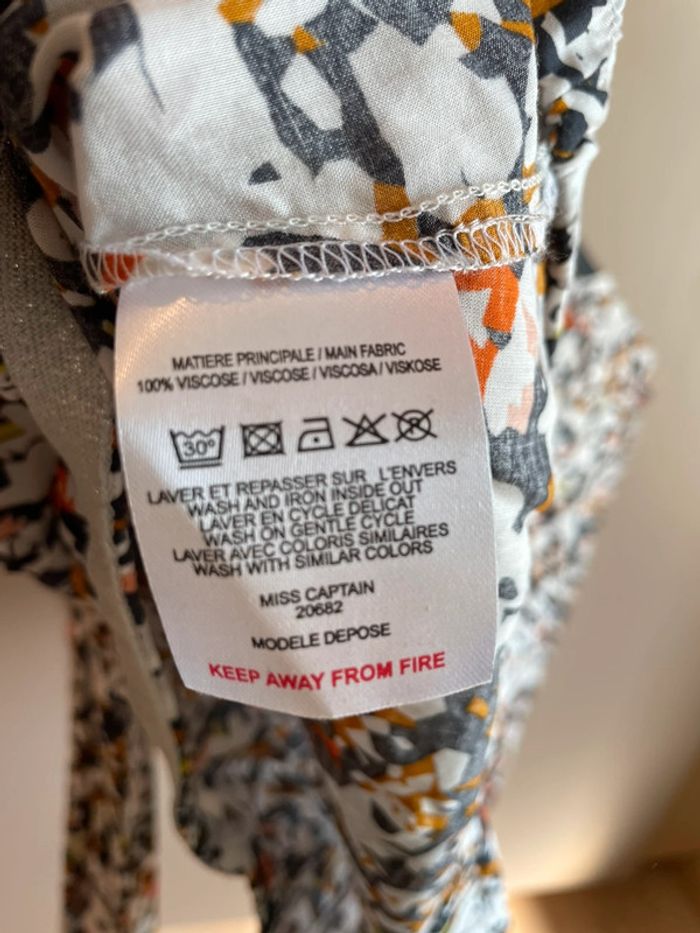 MATIERE PRINCIPALE / MAIN FABRIC
100% VISCOSE / VISCOSE / VISCOSA / VISKOSE
30°
LAVER ET REPASSER SUR L'ENVERS
WASH AND IRON INSIDE OUT
LAVER EN CYCLE DELICAT
WASH ON GENTLE CYCLE
LAVER AVEC COLORIS SIMILAIRES
WASH WITH SIMILAR COLORS
MISS CAPTAIN
20682
MODELE DEPOSE
KEEP AWAY FROM FIRE